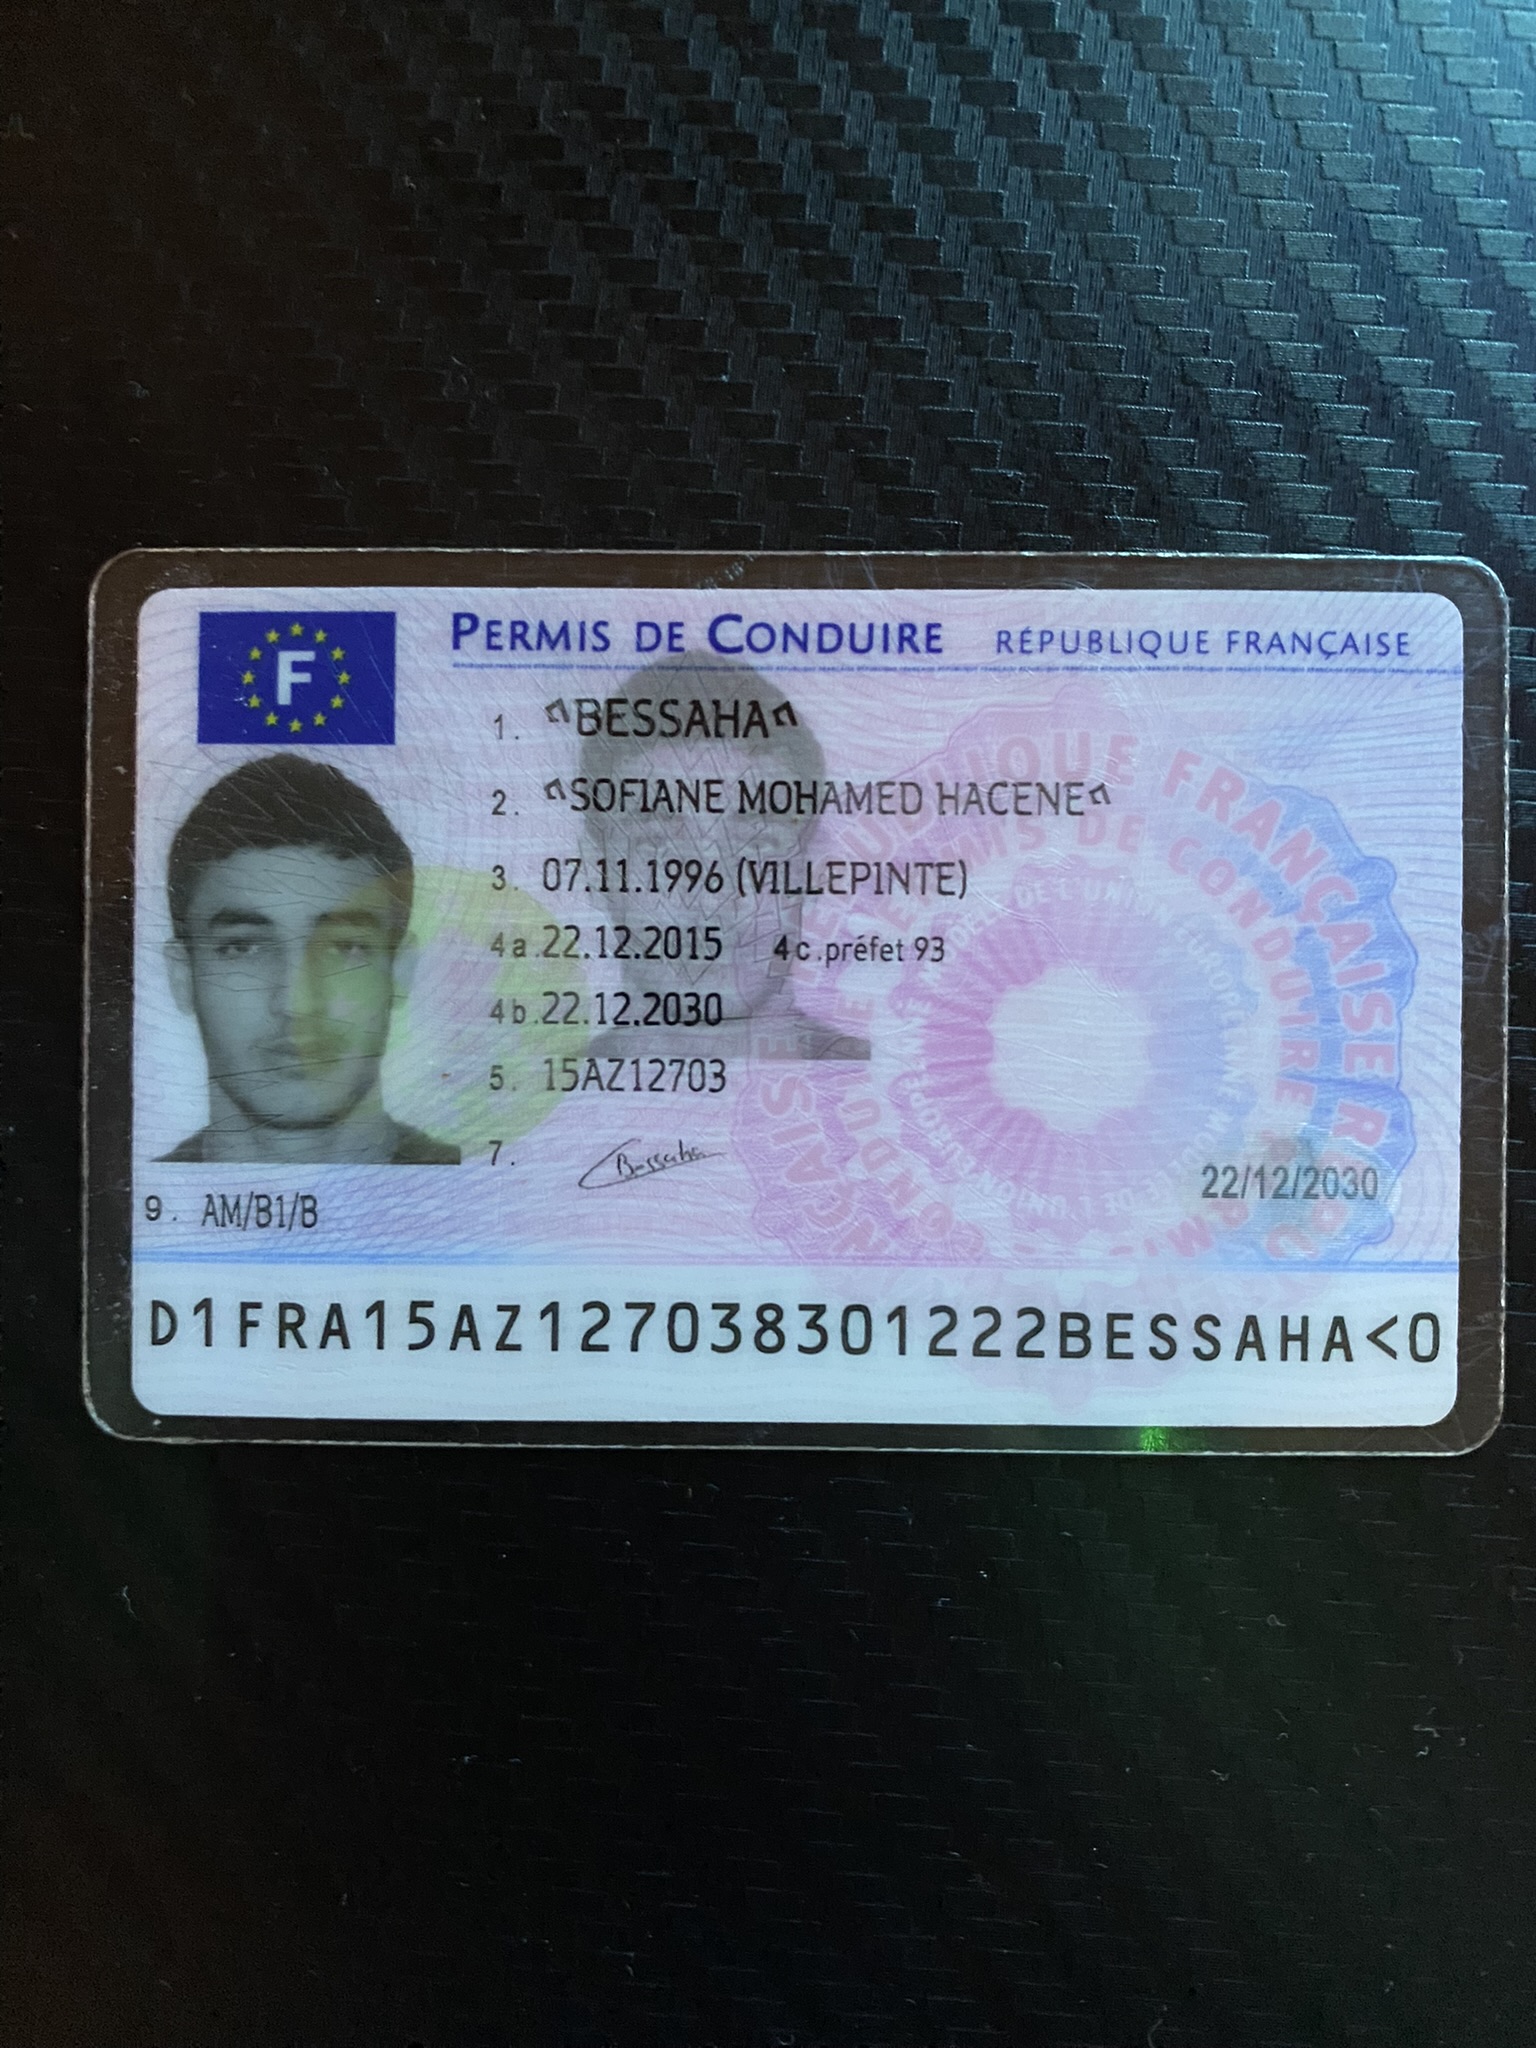 F
PERMIS DE CONDUIRE RÉPUBLIQUE FRANÇAISE
1. BESSAHA
2. SOFIANE MOHAMED HACENE
3. 07.11.1996 (VILLEPINTE)
4a.22.12.2015 4c.préfet 93
4b.22.12.2030
5. 15AZ12703
7. Bessaha
22/12/2030
9. AM/B1/B
D1FRA15AZ127038301222BESSAHA<0